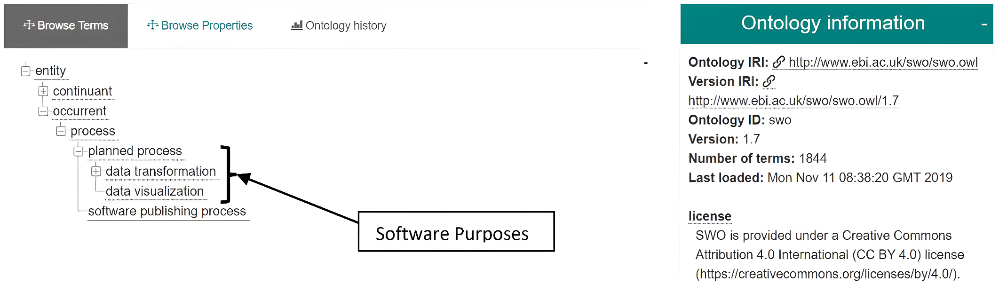 Browse Terms
Browse Properties
Ontology history
entity
continuant
occurrent
process
planned process
data transformation
data visualization
software publishing process
Software Purposes
Ontology information -
Ontology IRI: http://www.ebi.ac.uk/swo/swo.owl
Version IRI:
http://www.ebi.ac.uk/swo/swo.owl/1.7
Ontology ID: swo
Version: 1.7
Number of terms: 1844
Last loaded: Mon Nov 11 08:38:20 GMT 2019
license
SWO is provided under a Creative Commons
Attribution 4.0 International (CC BY 4.0) license
(https://creativecommons.org/licenses/by/4.0/).